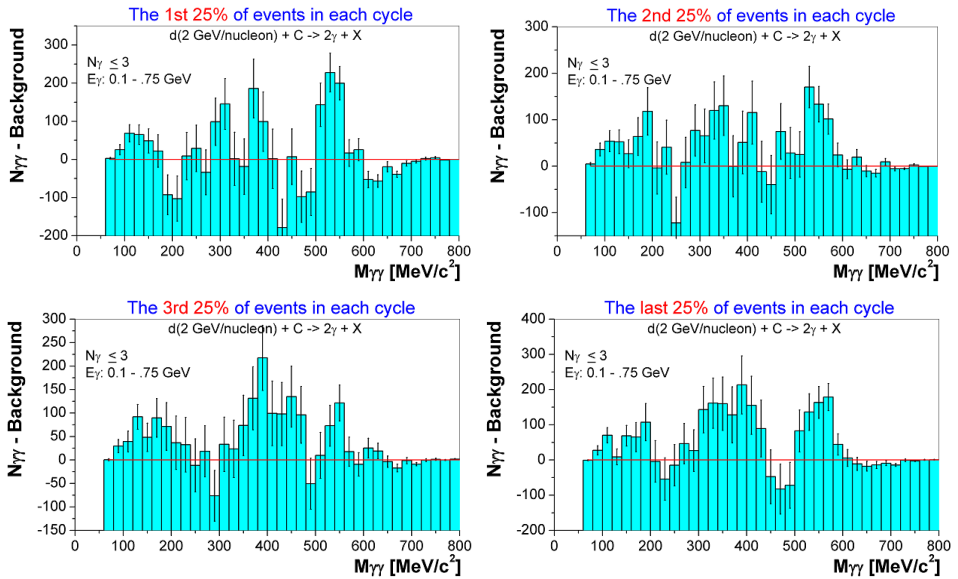 The 1st 25% of events in each cycle
d(2 GeV/nucleon) + C -> 2γ + X
Nγ ≤ 3
Eγ: 0.1 - .75 GeV
Nγγ - Background
300
200
100
0
-100
200
0 100 200 300 400 500 600 700 800
Mγγ [MeV/c²]
The 2nd 25% of events in each cycle
d(2 GeV/nucleon) + C -> 2γ + X
Nγ ≤ 3
Eγ: 0.1 - .75 GeV
Nγγ - Background
300
200
100
0
-100
0 100 200 300 400 500 600 700 800
Mγγ [MeV/c²]
The 3rd 25% of events in each cycle
d(2 GeV/nucleon) + C -> 2γ + X
Nγ ≤ 3
Eγ: 0.1 - .75 GeV
Nγγ - Background
300
250
200
150
100
50
0
-50
-100
-150
0 100 200 300 400 500 600 700 800
Mγγ [MeV/c²]
The last 25% of events in each cycle
d(2 GeV/nucleon) + C -> 2γ + X
Nγ ≤ 3
Eγ: 0.1 - .75 GeV
Nγγ - Background
400
300
200
100
0
-100
-200
0 100 200 300 400 500 600 700 800
Mγγ [MeV/c²]